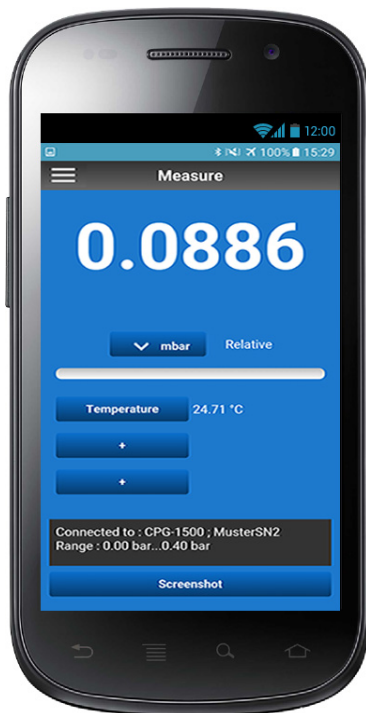 12:00
100% 15:29
Measure
0.0886
mbar Relative
Temperature 24.71 °C
+
+
Connected to : CPG-1500 ; MusterSN2
Range : 0.00 bar...0.40 bar
Screenshot